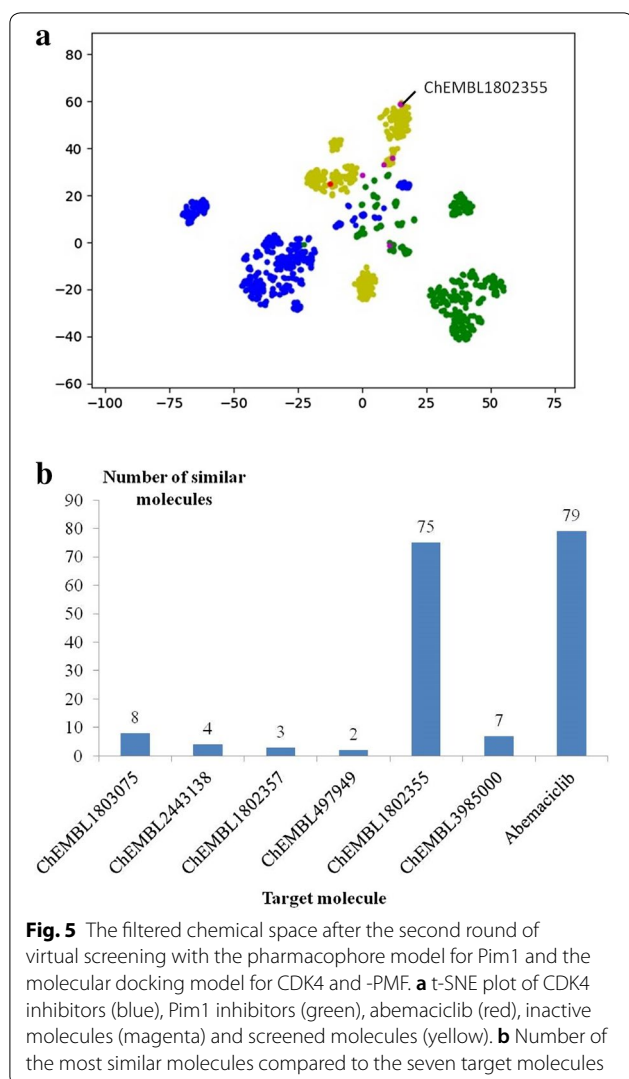 a
ChEMBL1802355
80
60
40
20
0
−20
−40
−60
−100 −75 −50 −25 0 25 50 75
b
Number of similar
molecules
90
80
70
60
50
40
30
20
10
0
8
4
3
2
75
7
79
ChEMBL1803075
ChEMBL2443138
ChEMBL1802357
ChEMBL497949
ChEMBL1802355
ChEMBL3985000
Abemaciclib
Target molecule
Fig. 5 The filtered chemical space after the second round of
virtual screening with the pharmacophore model for Pim1 and the
molecular docking model for CDK4 and -PMF. a t-SNE plot of CDK4
inhibitors (blue), Pim1 inhibitors (green), abemaciclib (red), inactive
molecules (magenta) and screened molecules (yellow). b Number of
the most similar molecules compared to the seven target molecules